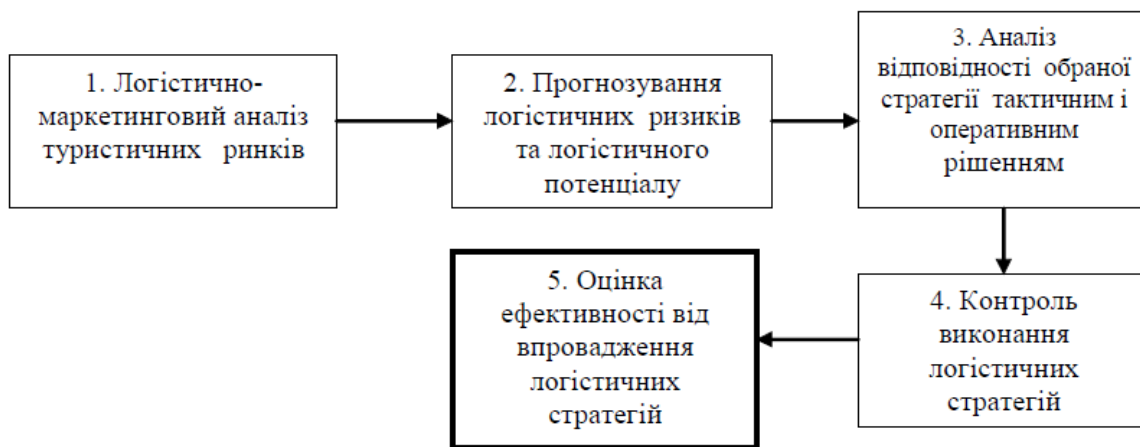 1. Логістично-
маркетинговий аналіз
туристичних ринків
2. Прогнозування
логістичних ризиків
та логістичного
потенціалу
3. Аналіз
відповідності обраної
стратегії тактичним і
оперативним
рішенням
4. Контроль
виконання
логістичних
стратегій
5. Оцінка
ефективності від
впровадження
логістичних
стратегій